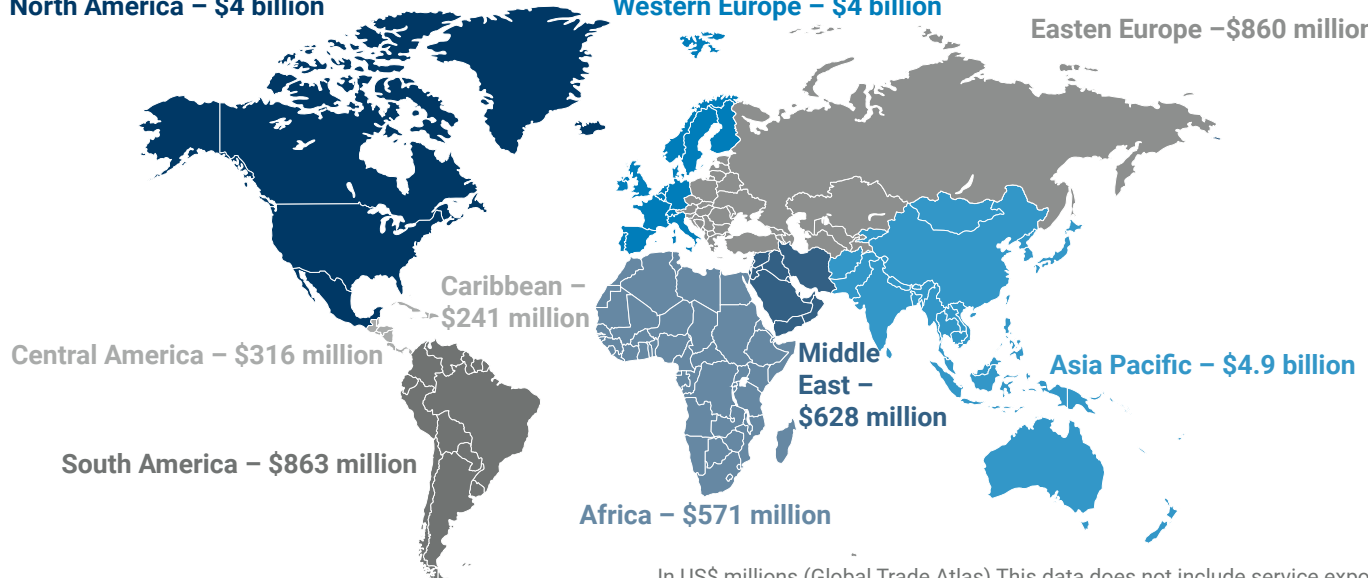 North America – $4 billion
Western Europe – $4 billion
Easten Europe –$860 million
Caribbean –
$241 million
Central America – $316 million
Middle
East –
$628 million
Asia Pacific – $4.9 billion
South America – $863 million
Africa – $571 million
In US$ millions (Global Trade Atlas) This data does not include service